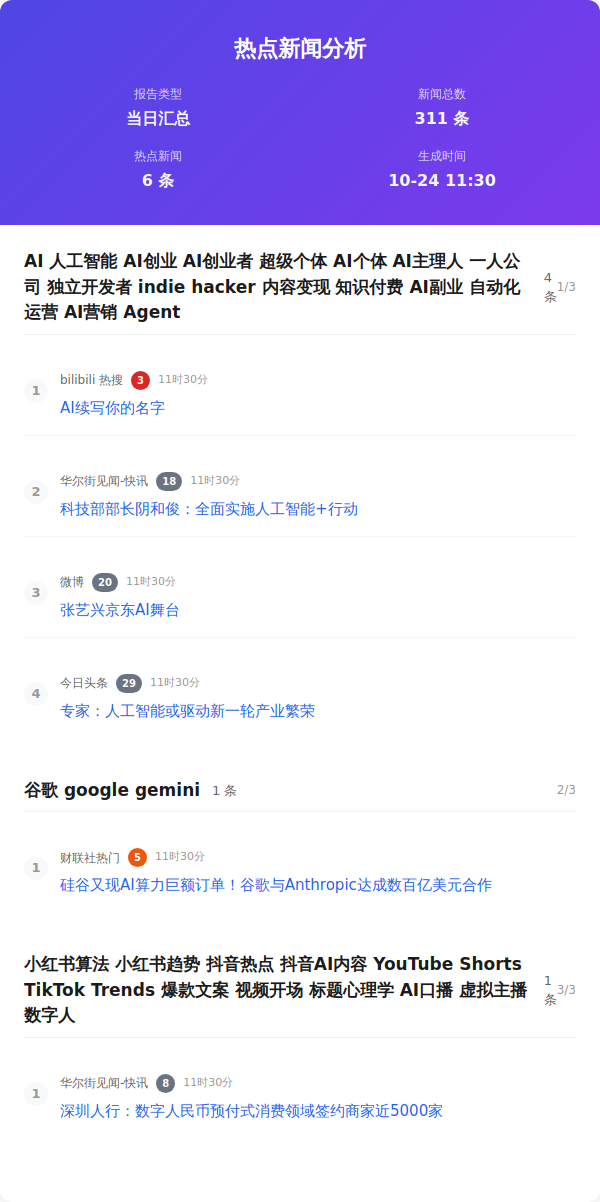 热点新闻分析
报告类型
新闻总数
当日汇总
311 条
热点新闻
生成时间
6 条
10-24 11:30
AI 人工智能 AI创业 AI创业者 超级个体 AI个体 AI主理人 一人公
司 独立开发者 indie hacker 内容变现 知识付费 AI副业 自动化
运营 AI营销 Agent
4
条
1/3
1
bilibili 热搜 3 11时30分
AI续写你的名字
2
华尔街见闻-快讯 18 11时30分
科技部部长阴和俊：全面实施人工智能+行动
3
微博 20 11时30分
张艺兴京东AI舞台
4
今日头条 29 11时30分
专家：人工智能或驱动新一轮产业繁荣
谷歌 google gemini 1 条 2/3
1
财联社热门 5 11时30分
硅谷又现AI算力巨额订单！谷歌与Anthropic达成数百亿美元合作
小红书算法 小红书趋势 抖音热点 抖音AI内容 YouTube Shorts
TikTok Trends 爆款文案 视频开场 标题心理学 AI口播 虚拟主播
数字人
1
条
3/3
1
华尔街见闻-快讯 8 11时30分
深圳人行：数字人民币预付式消费领域签约商家近5000家